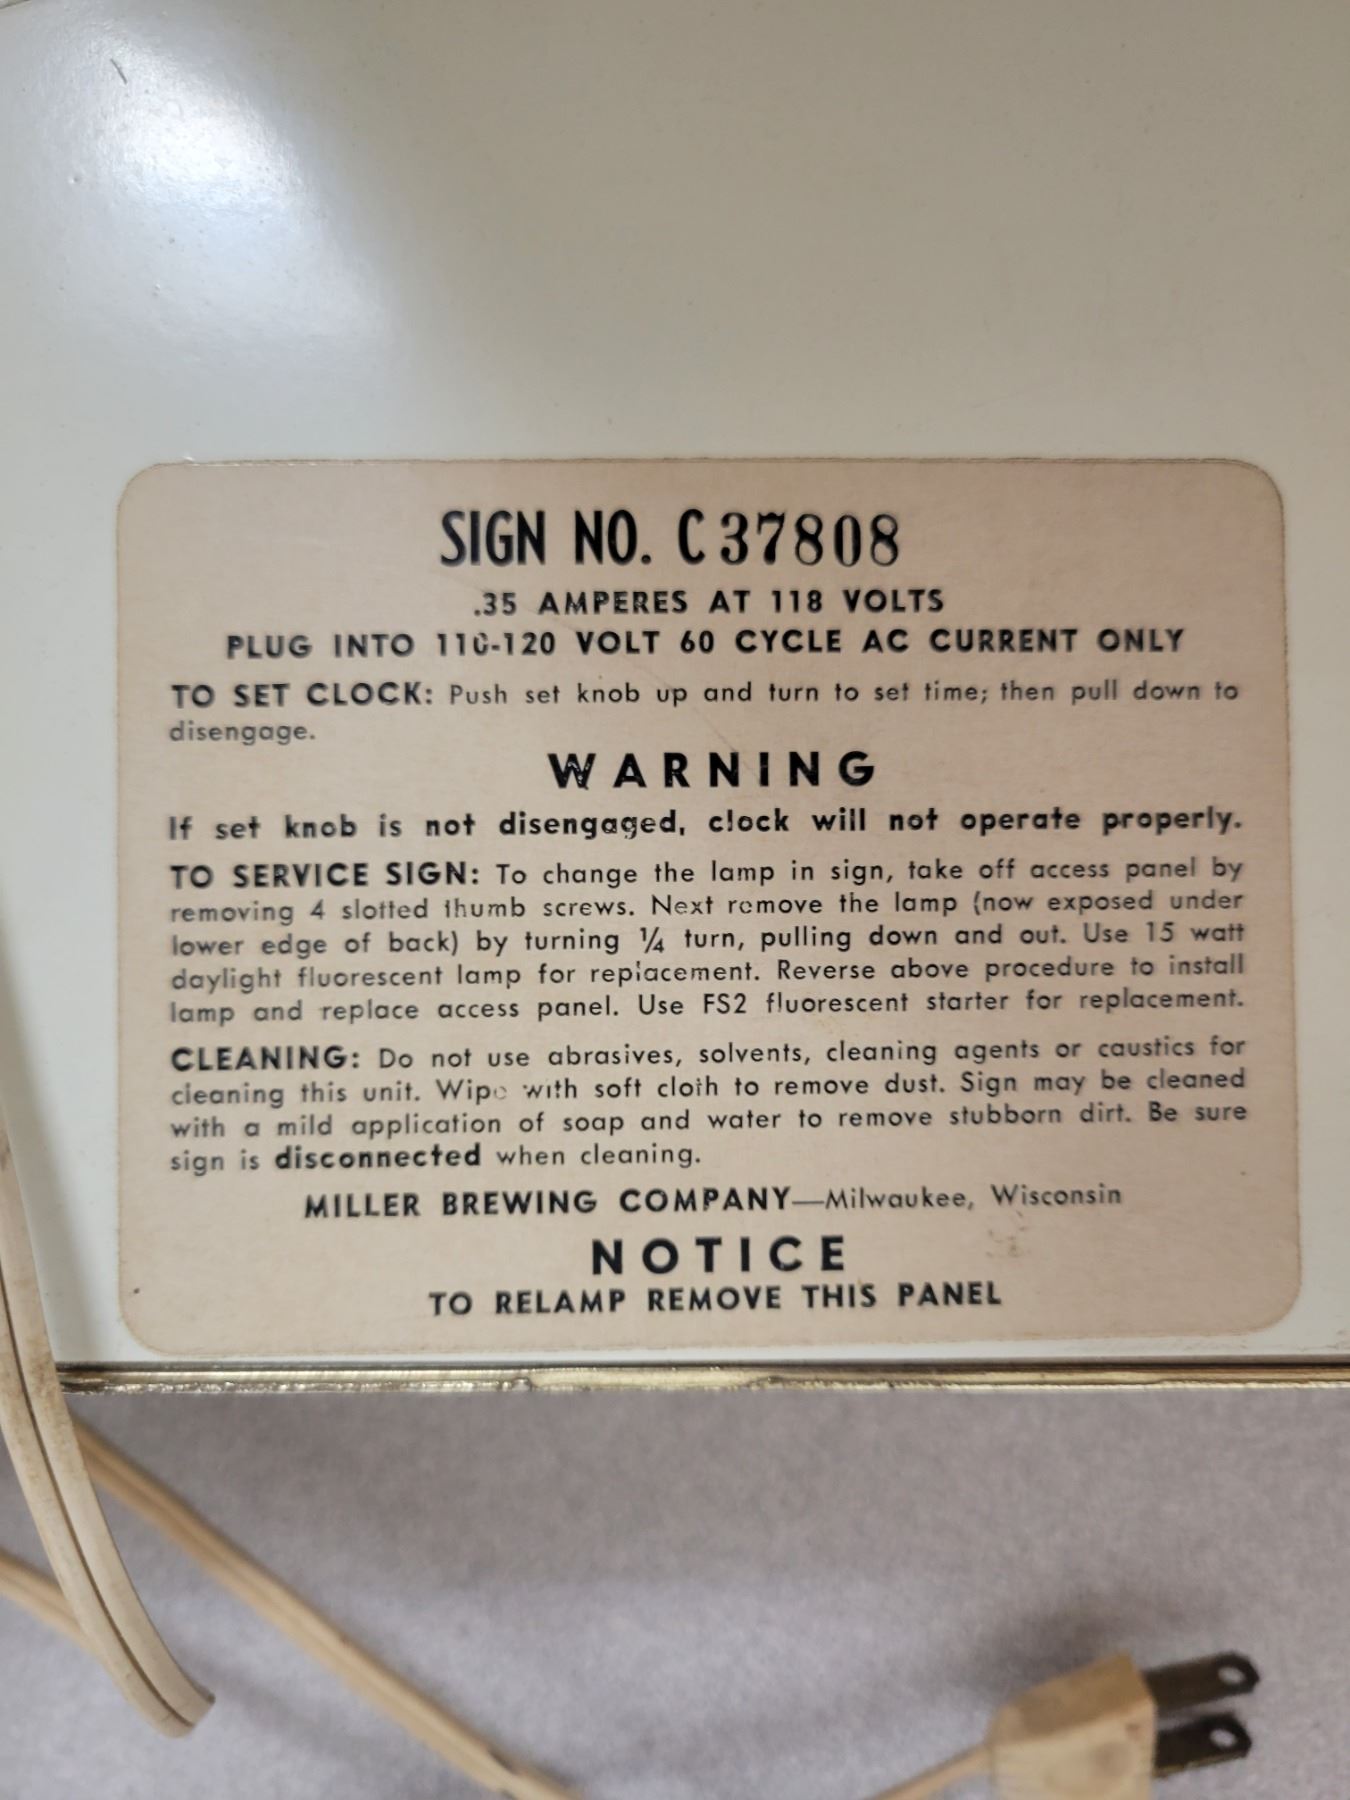 SIGN NO. C 37808
.35 AMPERES AT 118 VOLTS
PLUG INTO 110-120 VOLT 60 CYCLE AC CURRENT ONLY
TO SET CLOCK: Push set knob up and turn to set time; then pull down to
disengage.
WARNING
If set knob is not disengaged, clock will not operate properly.
TO SERVICE SIGN: To change the lamp in sign, take off access panel by
removing 4 slotted thumb screws. Next remove the lamp (now exposed under
lower edge of back) by turning ¼ turn, pulling down and out. Use 15 watt
daylight fluorescent lamp for replacement. Reverse above procedure to install
lamp and replace access panel. Use FS2 fluorescent starter for replacement.
CLEANING: Do not use abrasives, solvents, cleaning agents or caustics for
cleaning this unit. Wipe with soft cloth to remove dust. Sign may be cleaned
with a mild application of soap and water to remove stubborn dirt. Be sure
sign is disconnected when cleaning.
MILLER BREWING COMPANY—Milwaukee, Wisconsin
NOTICE
TO RELAMP REMOVE THIS PANEL